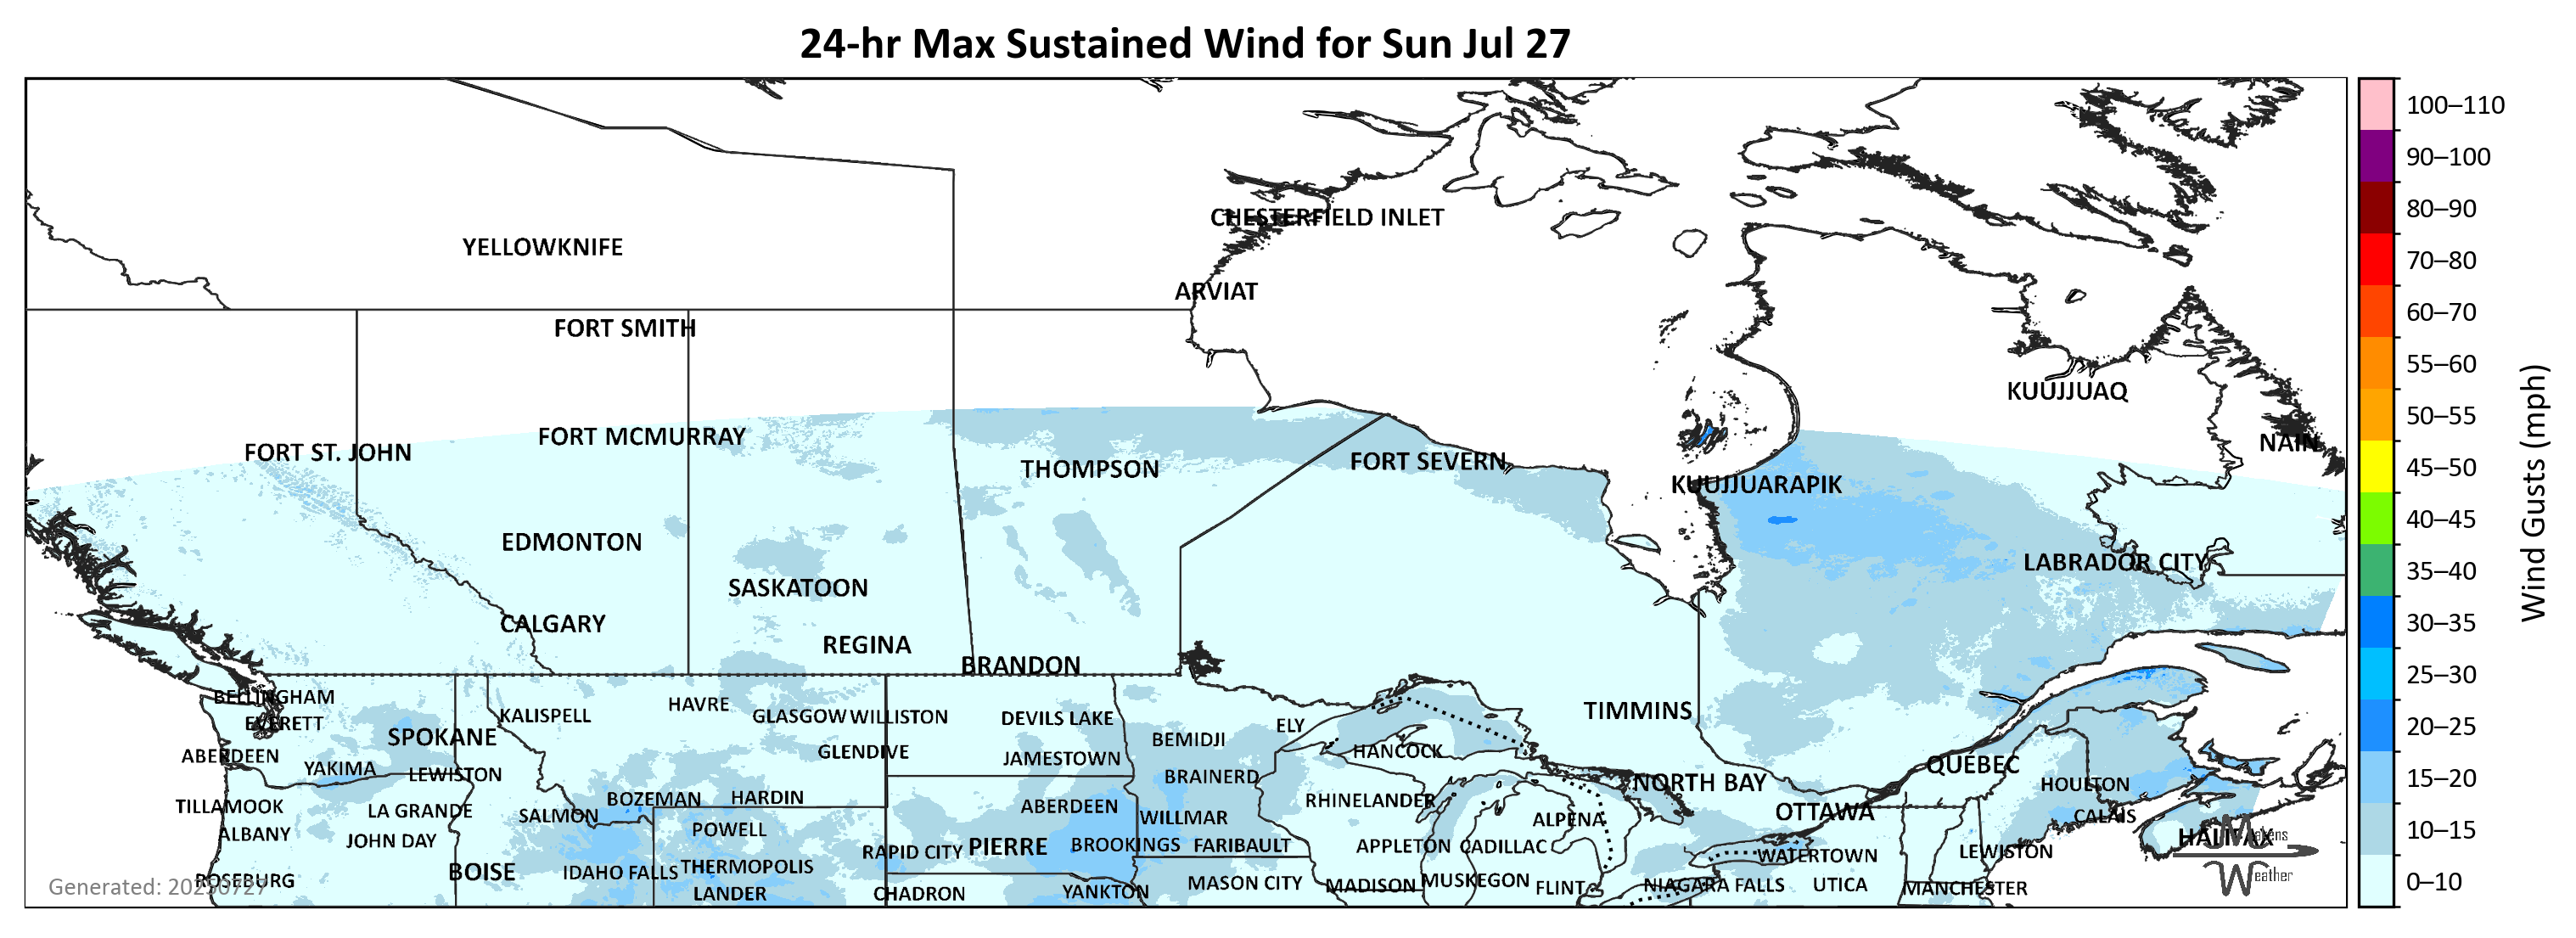 24-hr Max Sustained Wind for Sun Jul 27
100–110
90–100
80–90
70–80
60–70
55–60
50–55
45–50
40–45
35–40
30–35
25–30
20–25
15–20
10–15
0–10
Wind Gusts (mph)
CHESTERFIELD INLET
YELLOWKNIFE
ARVIAT
FORT SMITH
KUUJJUAQ
FORT MCMURRAY
NAIN
FORT ST. JOHN
FORT SEVERN
THOMPSON
KUUJJUARAPIK
EDMONTON
LABRADOR CITY
SASKATOON
CALGARY
REGINA
BRANDON
BELLINGHAM
HAVRE
TIMMINS
KALISPELL
GLASGOW
WILLISTON
DEVILS LAKE
EVERETT
ELY
SPOKANE
BEMIDJI
HANCOCK
GLENDIVE
ABERDEEN
JAMESTOWN
QUÉBEC
YAKIMA
LEWISTON
BRAINERD
NORTH BAY
HOULTON
BOZEMAN
HARDIN
RHINELANDER
TILLAMOOK
ABERDEEN
LA GRANDE
OTTAWA
SALMON
CALAIS
WILLMAR
ALPENA
POWELL
ALBANY
HALIFAX
JOHN DAY
PIERRE
BROOKINGS
FARIBAULT
APPLETON
CADILLAC
RAPID CITY
LEWISTON
WATERTOWN
THERMOPOLIS
BOISE
IDAHO FALLS
ROSEBURG
MUSKEGON
MASON CITY
MADISON
NIAGARA FALLS
UTICA
FLINT
MANCHESTER
LANDER
CHADRON
YANKTON
Generated: 20250727
Makens
Weather